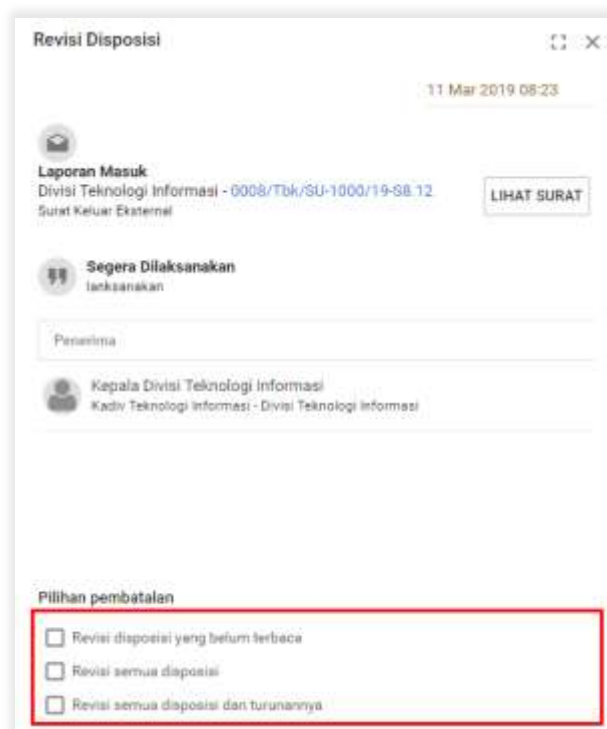 Revisi Disposisi
11 Mar 2019 08:23
Laporan Masuk
Divisi Teknologi Informasi - 0008/Tbk/SU-1000/19-S8.12
LIHAT SURAT
Surat Keluar Eksternal
Segera Dilaksanakan
lanksanakan
Penerima
Kepala Divisi Teknologi Informasi
Kadiv Teknologi Informasi - Divisi Teknologi Informasi
Pilihan pembatalan
Revisi disposisi yang belum terbaca
Revisi semua disposisi
Revisi semua disposisi dan turunannya